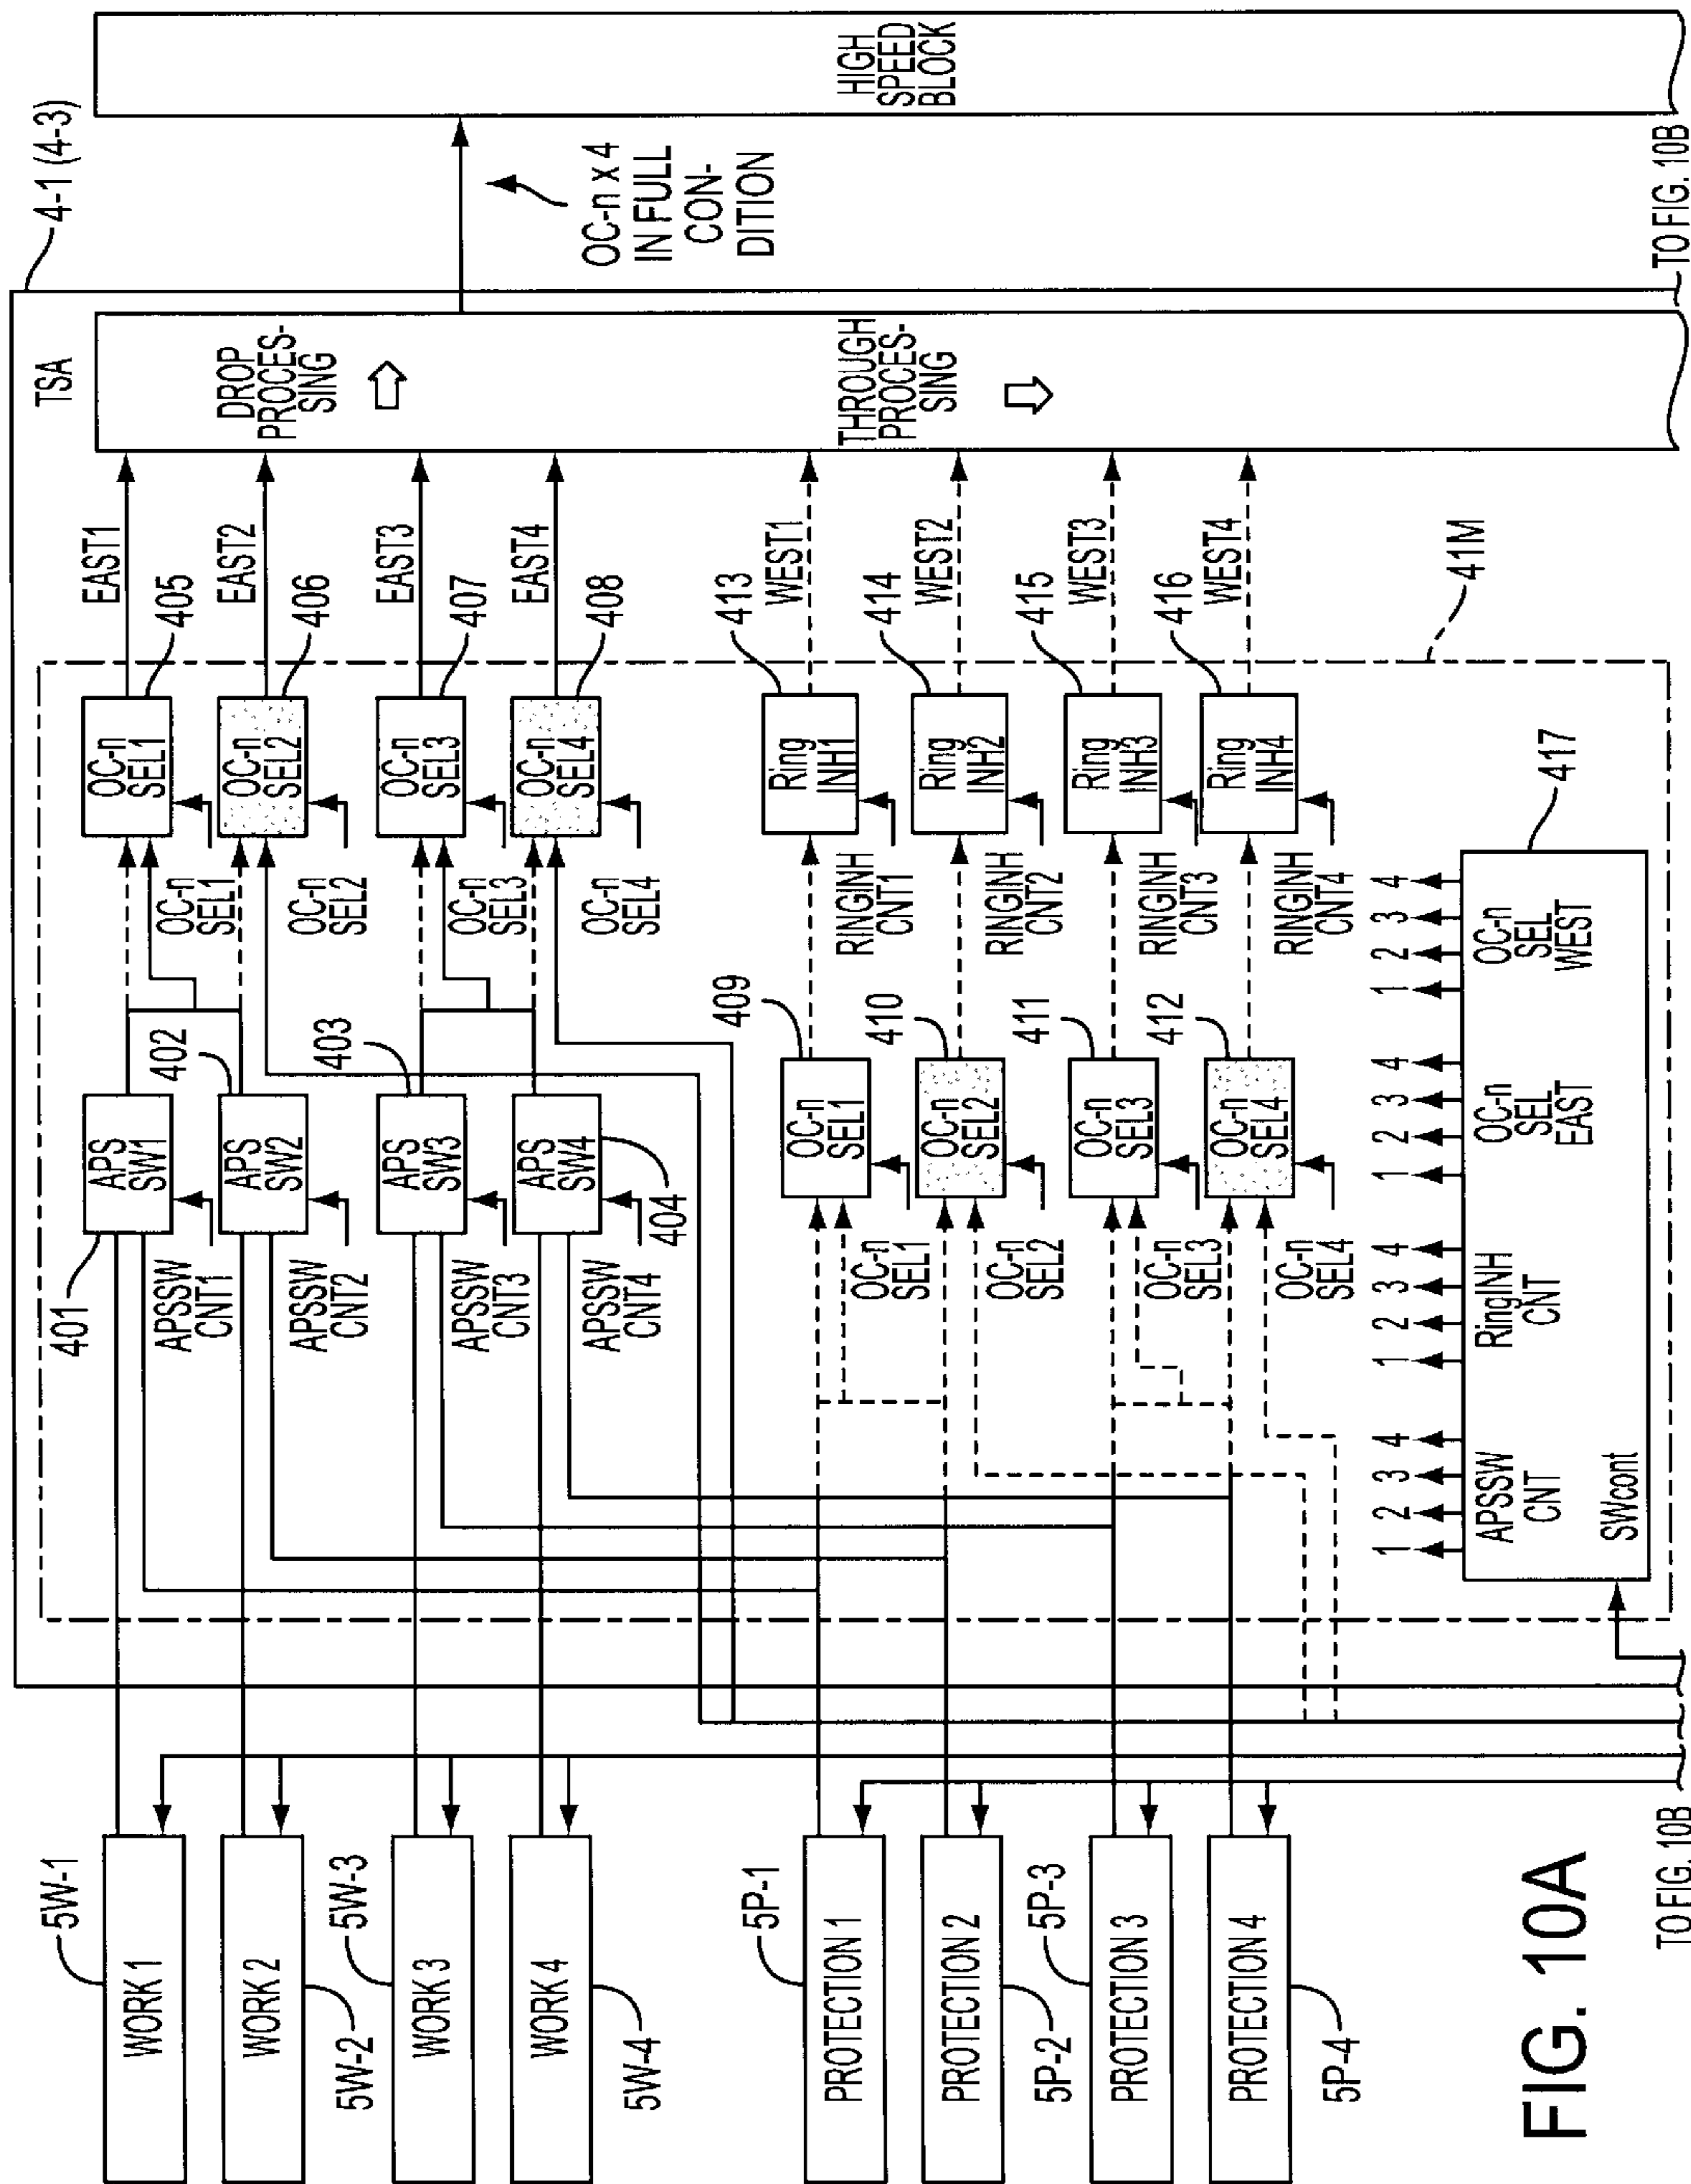 4-1 (4-3)
TSA
DROP
PROCES-
SING
THROUGH
PROCES-
SING
HIGH
SPEED
BLOCK
OC-n x 4
IN FULL
CON-
DITION
5W-1
WORK 1
WORK 2
5W-2
5W-3
WORK 3
WORK 4
5W-4
5P-1
PROTECTION 1
PROTECTION 2
5P-2
5P-3
PROTECTION 3
PROTECTION 4
5P-4
401
APS
SW1
APSSW
CNT1
402
APS
SW2
APSSW
CNT2
403
APS
SW3
APSSW
CNT3
404
APS
SW4
APSSW
CNT4
OC-n
SEL1
405
EAST1
OC-n
SEL1
OC-n
SEL2
406
EAST2
OC-n
SEL2
OC-n
SEL3
407
EAST3
OC-n
SEL3
OC-n
SEL4
408
EAST4
OC-n
SEL4
409
OC-n
SEL1
OC-n
SEL1
410
OC-n
SEL2
OC-n
SEL2
411
OC-n
SEL3
OC-n
SEL3
412
OC-n
SEL4
OC-n
SEL4
413
Ring
INH1
WEST1
RINGINH
CNT1
414
Ring
INH2
WEST2
RINGINH
CNT2
415
Ring
INH3
WEST3
RINGINH
CNT3
416
Ring
INH4
WEST4
RINGINH
CNT4
41M
417
1 2 3 4
APSSW
CNT
1 2 3 4
RingINH
CNT
1 2 3 4
OC-n
SEL
EAST
1 2 3 4
OC-n
SEL
WEST
SWcont
TO FIG. 10B
TO FIG. 10B
FIG. 10A